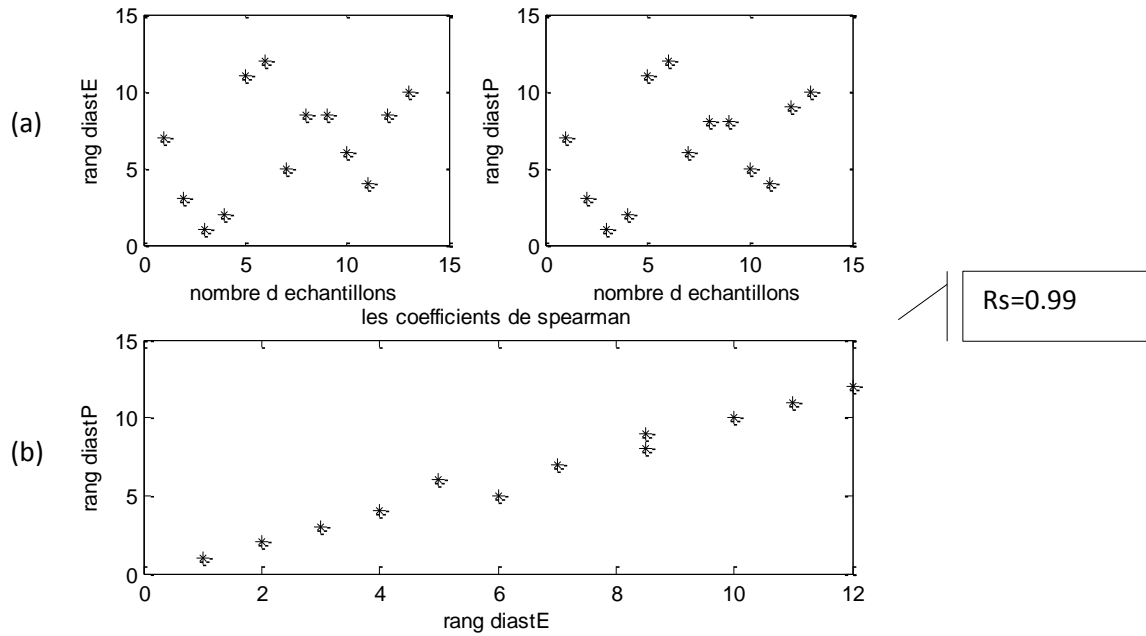 (a)
rang diastE
15
10
5
0
0 5 10 15
nombre d echantillons
rang diastP
15
10
5
0
0 5 10 15
nombre d echantillons
Rs=0.99
les coefficients de spearman
(b)
rang diastP
15
10
5
0
0 2 4 6 8 10 12
rang diastE